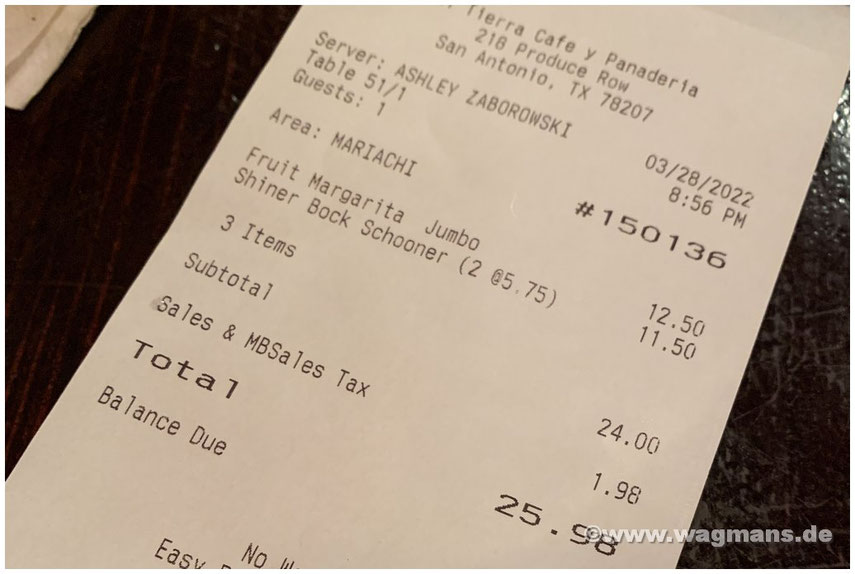 Tierra Cafe y Panaderia
218 Produce Row
San Antonio, TX 78207
Server: ASHLEY ZABOROWSKI
03/28/2022
Table 51/1
8:56 PM
Guests: 1
#150136
Area: MARIACHI
Fruit Margarita Jumbo 12.50
Shiner Bock Schooner (2 @5.75) 11.50
3 Items
Subtotal 24.00
Sales & MBSales Tax 1.98
Total 25.98
Balance Due
No
Easy
©www.wagmans.de